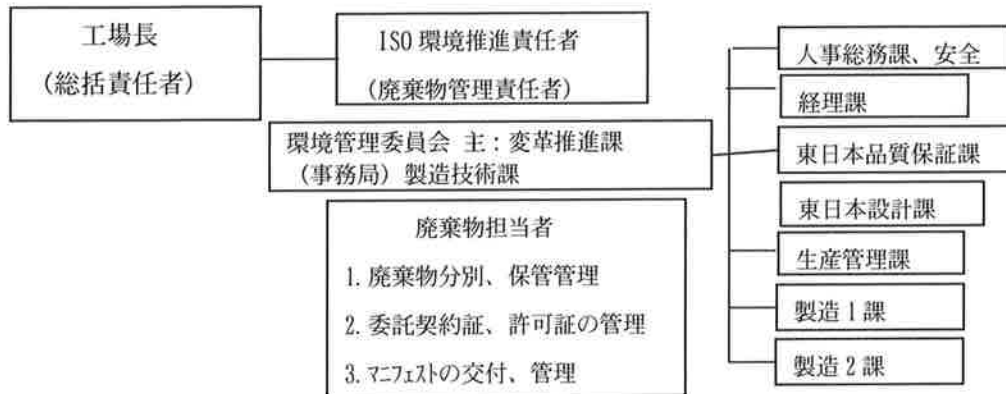 工場長
(総括責任者)
ISO 環境推進責任者
(廃棄物管理責任者)
環境管理委員会 主：変革推進課
(事務局) 製造技術課
廃棄物担当者
1. 廃棄物分別、保管管理
2. 委託契約証、許可証の管理
3. マニフェストの交付、管理
人事総務課、安全
経理課
東日本品質保証課
東日本設計課
生産管理課
製造1課
製造2課